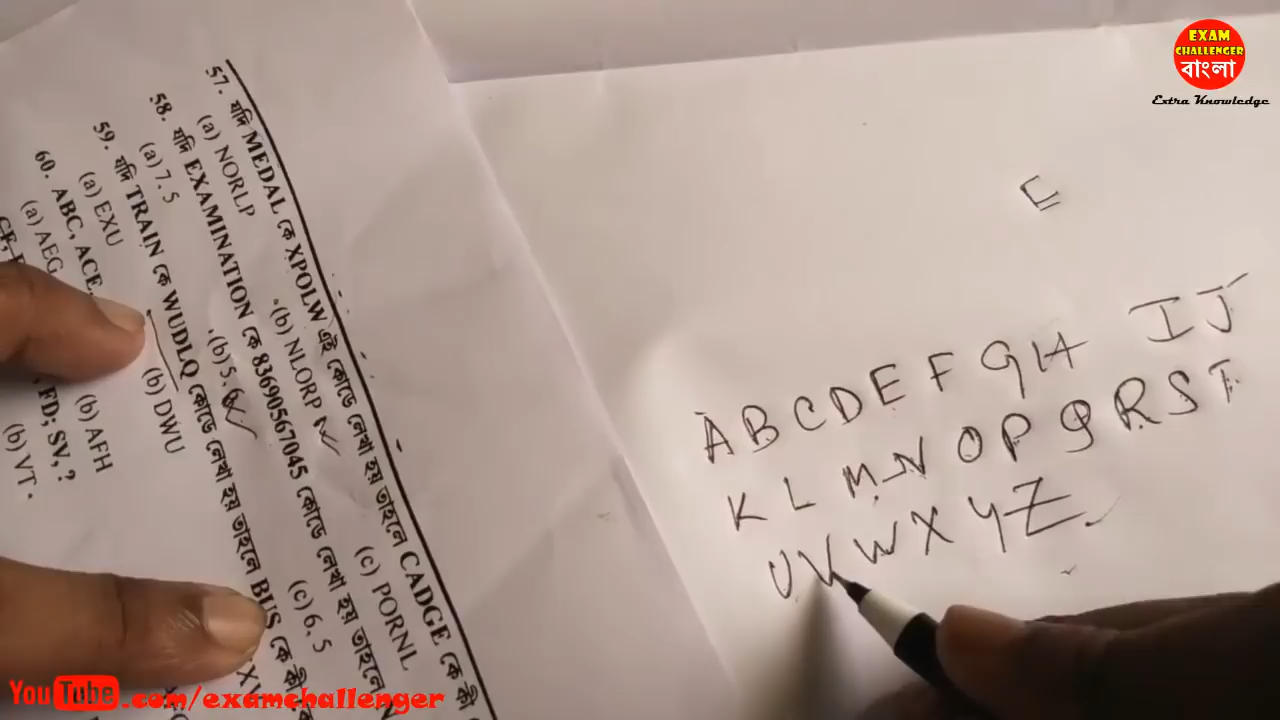 EXAM
CHALLENGER
বাংলা
Extra Knowledge
57. যদি MEDAL কে XPOLW এই কোডে লেখা হয় তাহলে CADGE কে কী
(a) NORLP (b) NLORP (c) PORNL
58. যদি EXAMINATION কে 83690567045 কোডে লেখা হয় তাহলে
(a) 7. 5 (b) 5. 6 (c) 6, 5
59. যদি TRAIN কে WUDLQ কোডে লেখা হয় তাহলে BUS কে কী
(a) EXU (b) DWU
60. ABC, ACE,
(a) AEG, (b) AFH
FD; SV, ?
(b) VT
E
A B C D E F G H I J
K L M N O P Q R S T
U V W X Y Z
YouTube.com/examchallenger